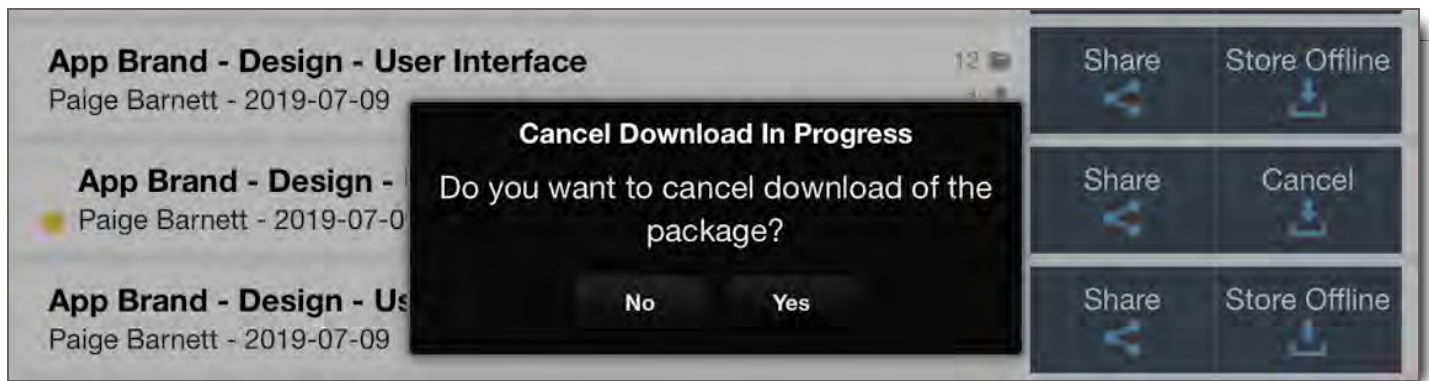 App Brand - Design - User Interface
12
Share
Store Offline
Paige Barnett - 2019-07-09
Cancel Download In Progress
App Brand - Design -
Do you want to cancel download of the
Share
Cancel
Paige Barnett - 2019-07-0
package?
App Brand - Design - Us
No
Yes
Share
Store Offline
Paige Barnett - 2019-07-09